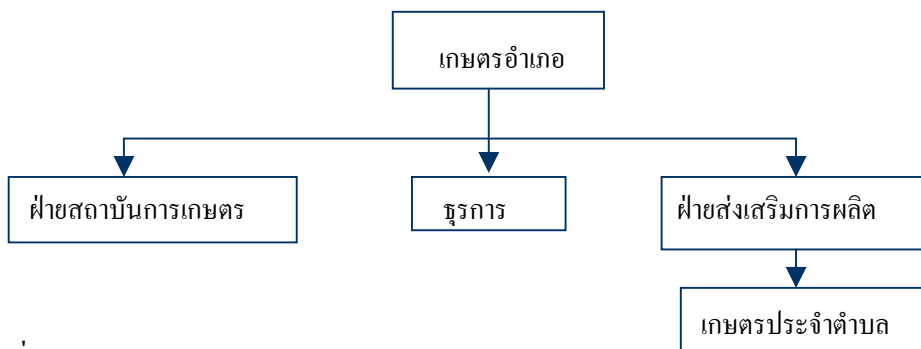 เกษตรอำเภอ
ฝ่ายสถาบันการเกษตร
ธุรการ
ฝ่ายส่งเสริมการผลิต
เกษตรประจำตำบล